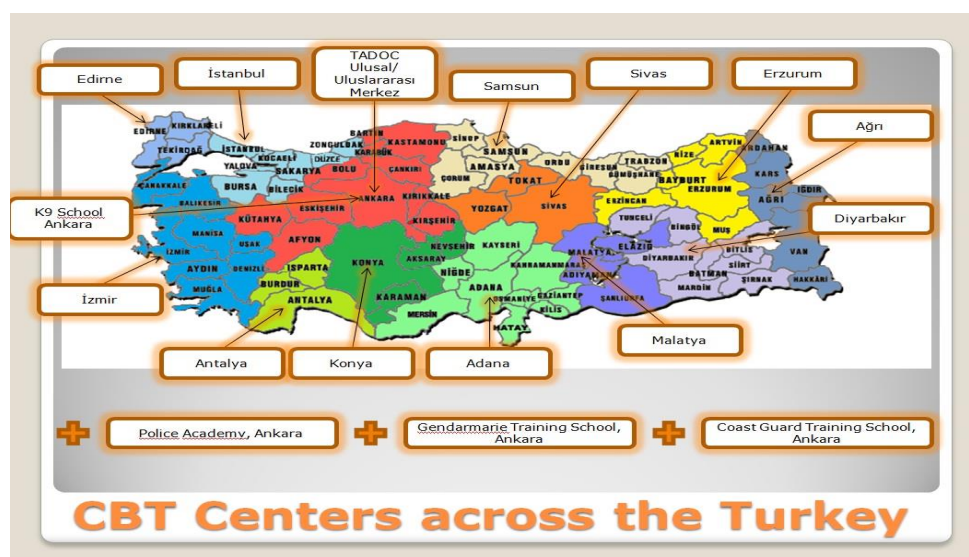 TADOC
Ulusal/
Uluslararası
Merkez
Edirne
İstanbul
Samsun
Sivas
Erzurum
Ağrı
K9 School
Ankara
Diyarbakır
İzmir
Malatya
Antalya
Konya
Adana
EDİRNE
KIRKLARELİ
TEKİRDAĞ
İSTANBUL
YALOVA
KOCAELİ
SAKARYA
DÜZCE
ZONGULDAK
BARTIN
KARABÜK
KASTAMONU
SİNOP
SAMSUN
AMASYA
ÇORUM
ORDU
GİRESUN
TRABZON
GÜMÜŞHANE
RİZE
ARTVİN
ARDAHAN
KARS
IĞDIR
AĞRI
BAYBURT
ERZURUM
ERZİNCAN
TOKAT
SİVAS
YOZGAT
ÇANKIRI
BOLU
BİLECİK
BURSA
ÇANAKKALE
BALIKESİR
KÜTAHYA
ESKİŞEHİR
ANKARA
KIRIKKALE
KIRŞEHİR
MANİSA
UŞAK
AFYON
İZMİR
AYDIN
DENİZLİ
MUĞLA
ISPARTA
BURDUR
ANTALYA
KONYA
KARAMAN
AKSARAY
NEVŞEHİR
NİĞDE
KAYSERİ
MERSİN
ADANA
KAHRAMANMARAŞ
OSMANİYE
GAZİANTEP
KİLİS
HATAY
MALATYA
ADIYAMAN
ŞANLIURFA
ELAZIĞ
TUNCELİ
BİNGÖL
MUŞ
DİYARBAKIR
BATMAN
MARDİN
BİTLİS
SİİRT
ŞIRNAK
VAN
HAKKÂRİ
Police Academy, Ankara
Gendarmarie Training School,
Ankara
Coast Guard Training School,
Ankara
CBT Centers across the Turkey